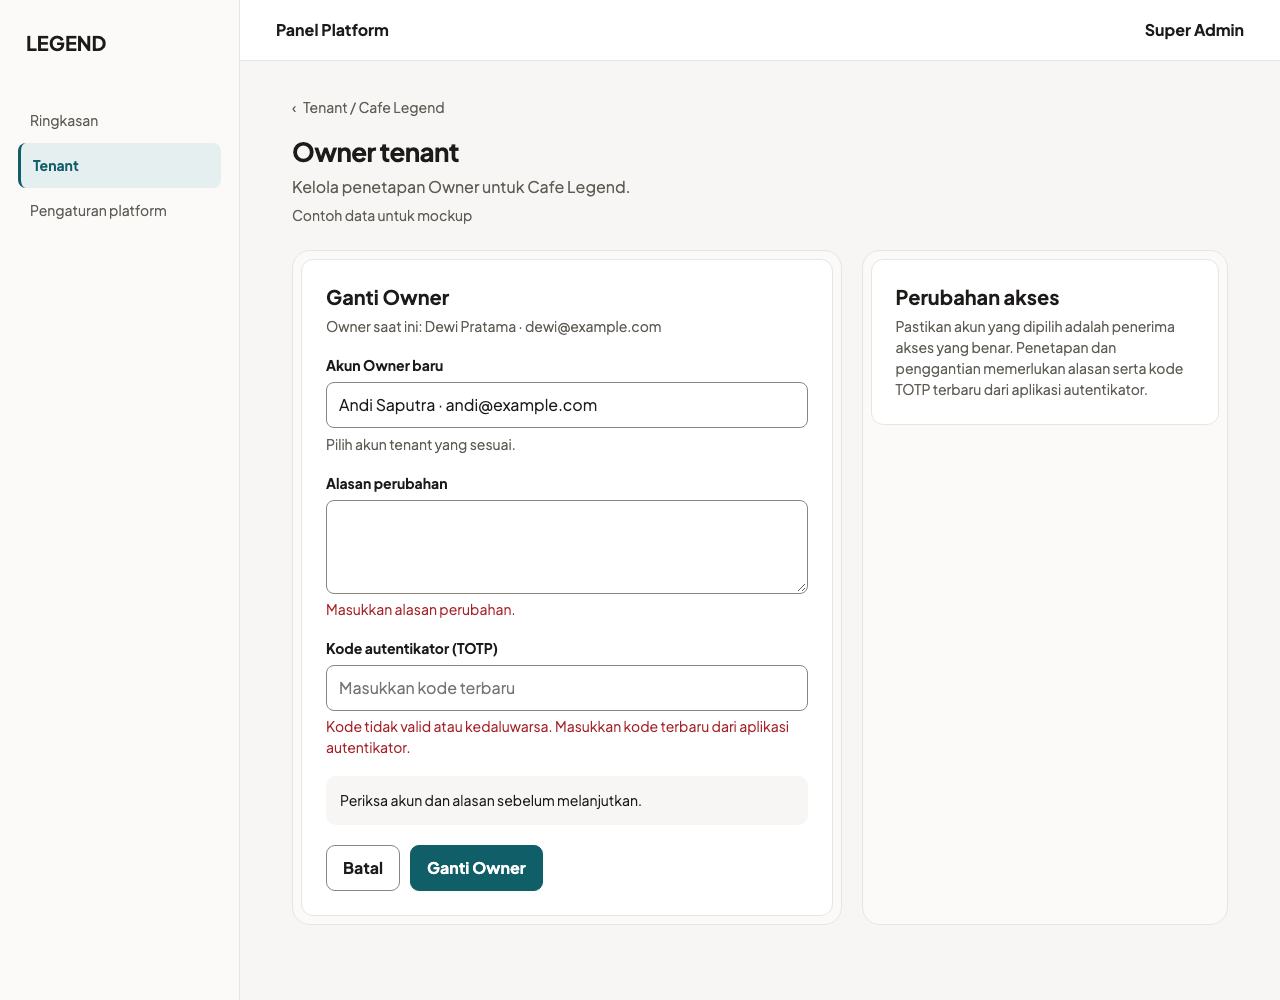 LEGEND
Ringkasan
Tenant
Pengaturan platform
Panel Platform
Super Admin
‹ Tenant / Cafe Legend
Owner tenant
Kelola penetapan Owner untuk Cafe Legend.
Contoh data untuk mockup
Ganti Owner
Owner saat ini: Dewi Pratama · dewi@example.com
Akun Owner baru
Andi Saputra · andi@example.com
Pilih akun tenant yang sesuai.
Alasan perubahan
Masukkan alasan perubahan.
Kode autentikator (TOTP)
Masukkan kode terbaru
Kode tidak valid atau kedaluwarsa. Masukkan kode terbaru dari aplikasi
autentikator.
Periksa akun dan alasan sebelum melanjutkan.
Batal
Ganti Owner
Perubahan akses
Pastikan akun yang dipilih adalah penerima
akses yang benar. Penetapan dan
penggantian memerlukan alasan serta kode
TOTP terbaru dari aplikasi autentikator.